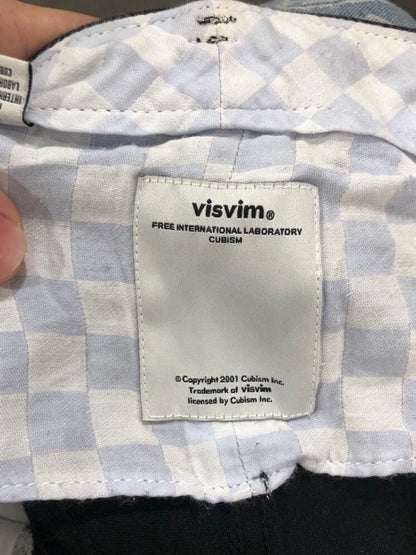 visvim®
FREE INTERNATIONAL LABORATORY
CUBISM
© Copyright 2001 Cubism Inc.
Trademark of visvim
licensed by Cubism Inc.